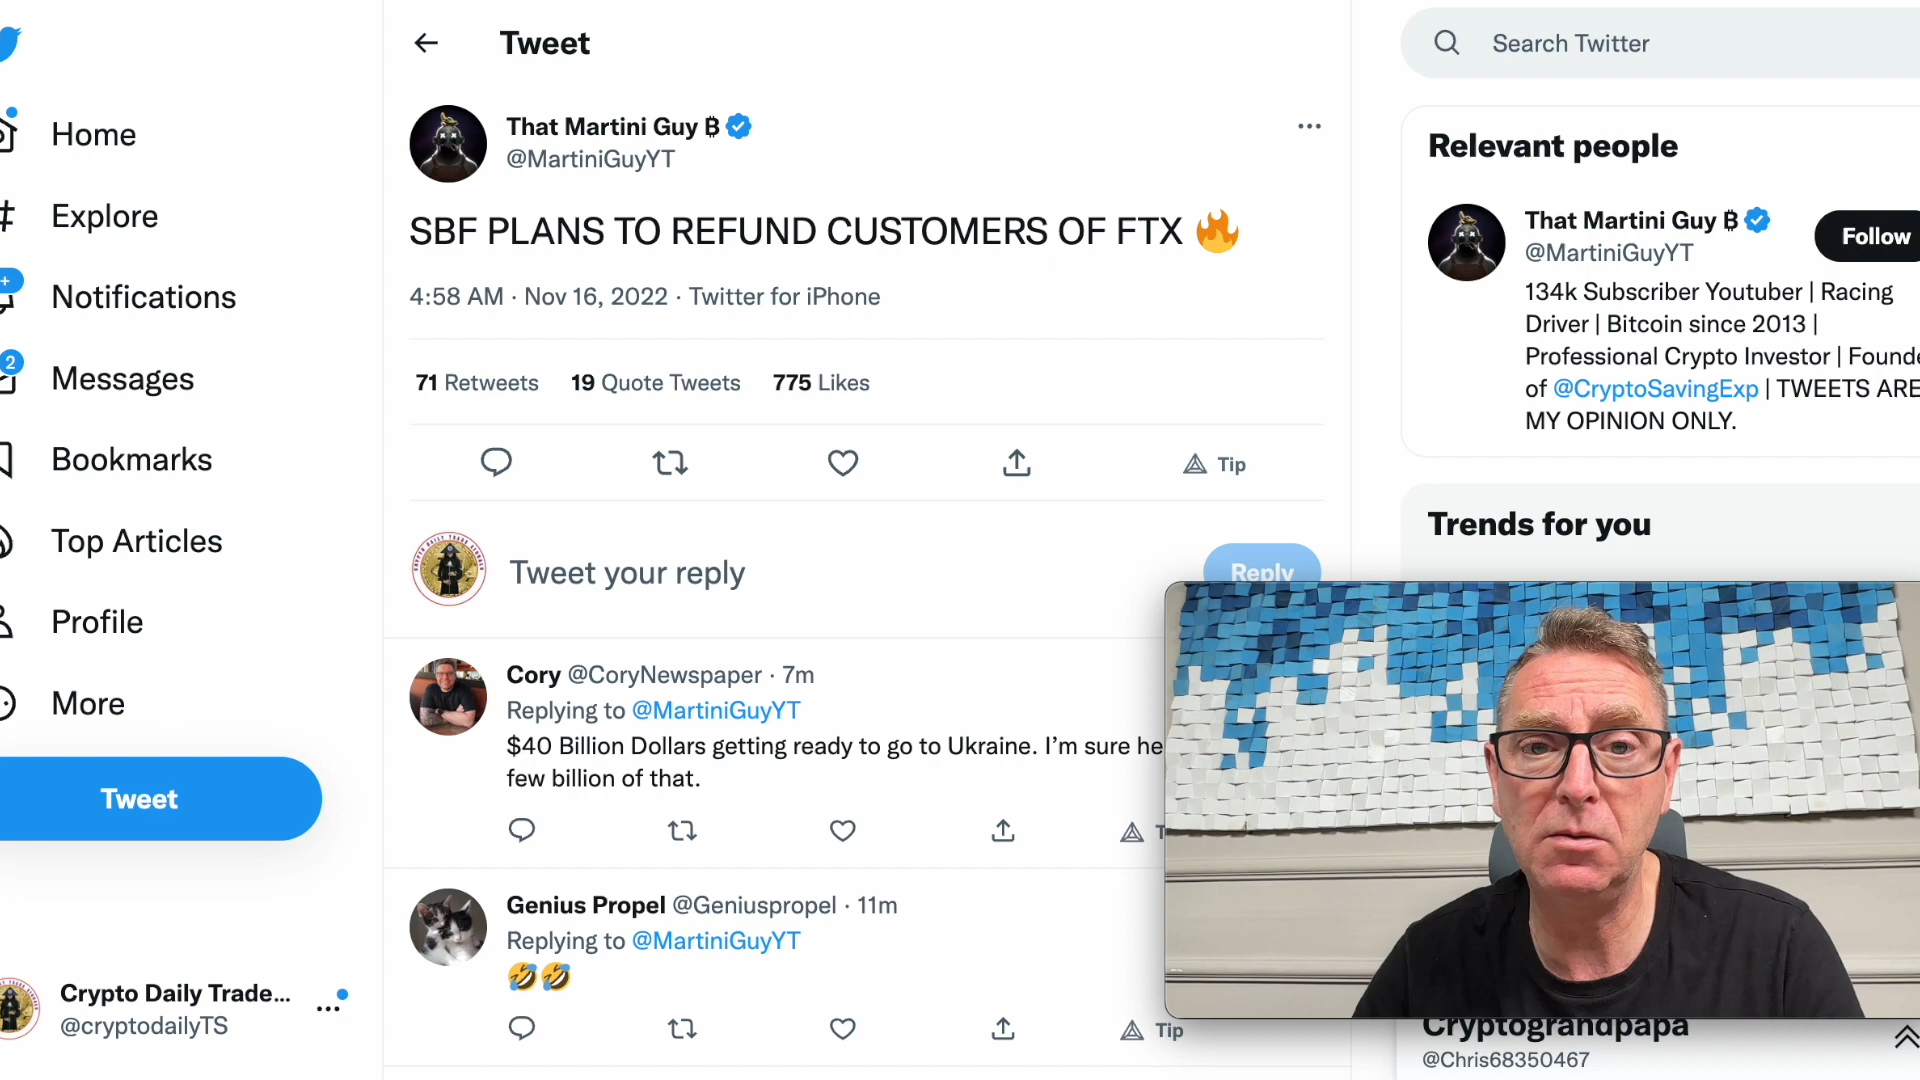 Home
Explore
Notifications
2
Messages
Bookmarks
Top Articles
Profile
More
Tweet
Crypto Daily Trade...
@cryptodailyTS
Tweet
That Martini Guy ₿
@MartiniGuyYT
SBF PLANS TO REFUND CUSTOMERS OF FTX 🔥
4:58 AM · Nov 16, 2022 · Twitter for iPhone
71 Retweets 19 Quote Tweets 775 Likes
Tip
Tweet your reply
Reply
Cory @CoryNewspaper · 7m
Replying to @MartiniGuyYT
$40 Billion Dollars getting ready to go to Ukraine. I’m sure he
few billion of that.
Genius Propel @Geniuspropel · 11m
Replying to @MartiniGuyYT
🤣🤣
Tip
Search Twitter
Relevant people
That Martini Guy ₿
@MartiniGuyYT
Follow
134k Subscriber Youtuber | Racing
Driver | Bitcoin since 2013 |
Professional Crypto Investor |
of @CryptoSavingExp | TWEETS ARE
MY OPINION ONLY.
Trends for you
Cryptograndpapa
@Chris68350467